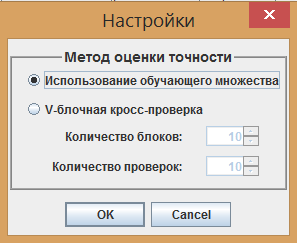 Настройки
Метод оценки точности
Использование обучающего множества
V-блочная кросс-проверка
Количество блоков: 10
Количество проверок: 10
OK Cancel